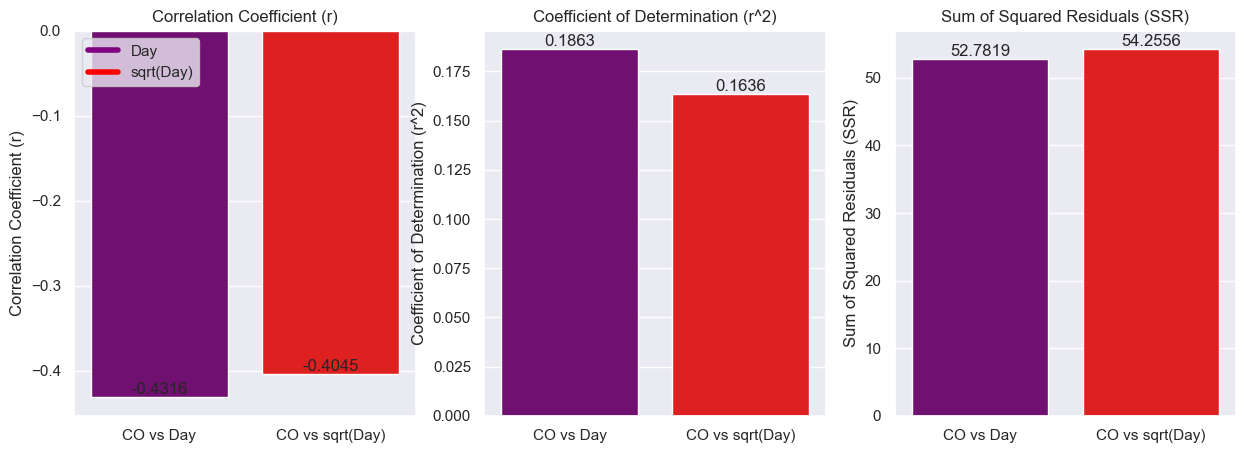 Correlation Coefficient (r)
Correlation Coefficient (r)
0.0
−0.1
−0.2
−0.3
−0.4
Day
sqrt(Day)
-0.4316
-0.4045
CO vs Day
CO vs sqrt(Day)
Coefficient of Determination (r^2)
Coefficient of Determination (r^2)
0.175
0.150
0.125
0.100
0.075
0.050
0.025
0.000
0.1863
0.1636
CO vs Day
CO vs sqrt(Day)
Sum of Squared Residuals (SSR)
Sum of Squared Residuals (SSR)
50
40
30
20
10
0
52.7819
54.2556
CO vs Day
CO vs sqrt(Day)